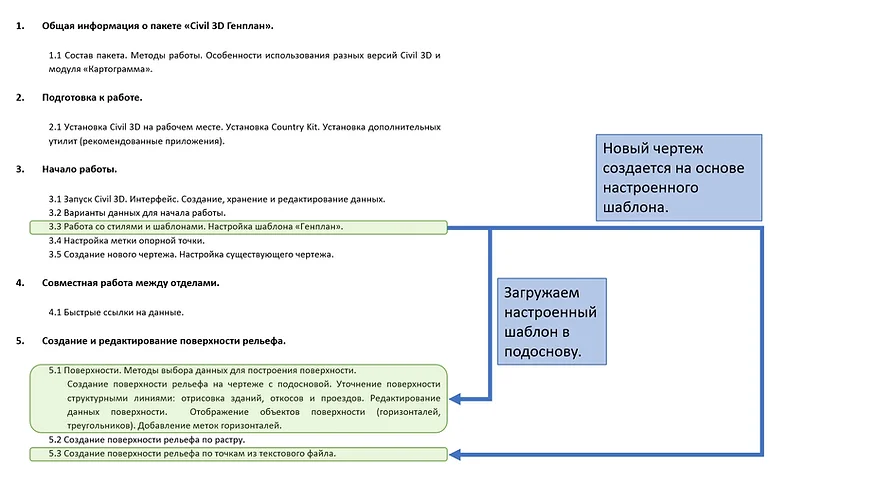 1. Общая информация о пакете «Civil 3D Генплан».
1.1 Состав пакета. Методы работы. Особенности использования разных версий Civil 3D и
модуля «Картограмма».
2. Подготовка к работе.
2.1 Установка Civil 3D на рабочем месте. Установка Country Kit. Установка дополнительных
утилит (рекомендованные приложения).
3. Начало работы.
3.1 Запуск Civil 3D. Интерфейс. Создание, хранение и редактирование данных.
3.2 Варианты данных для начала работы.
3.3 Работа со стилями и шаблонами. Настройка шаблона «Генплан».
3.4 Настройка метки опорной точки.
3.5 Создание нового чертежа. Настройка существующего чертежа.
4. Совместная работа между отделами.
4.1 Быстрые ссылки на данные.
5. Создание и редактирование поверхности рельефа.
5.1 Поверхности. Методы выбора данных для построения поверхности.
Создание поверхности рельефа на чертеже с подосновой. Уточнение поверхности
структурными линиями: отрисовка зданий, откосов и проездов. Редактирование
данных поверхности. Отображение объектов поверхности (горизонталей,
треугольников). Добавление меток горизонталей.
5.2 Создание поверхности рельефа по растру.
5.3 Создание поверхности рельефа по точкам из текстового файла.
Новый чертеж
создается на основе
настроенного
шаблона.
Загружаем
настроенный
шаблон в
подоснову.